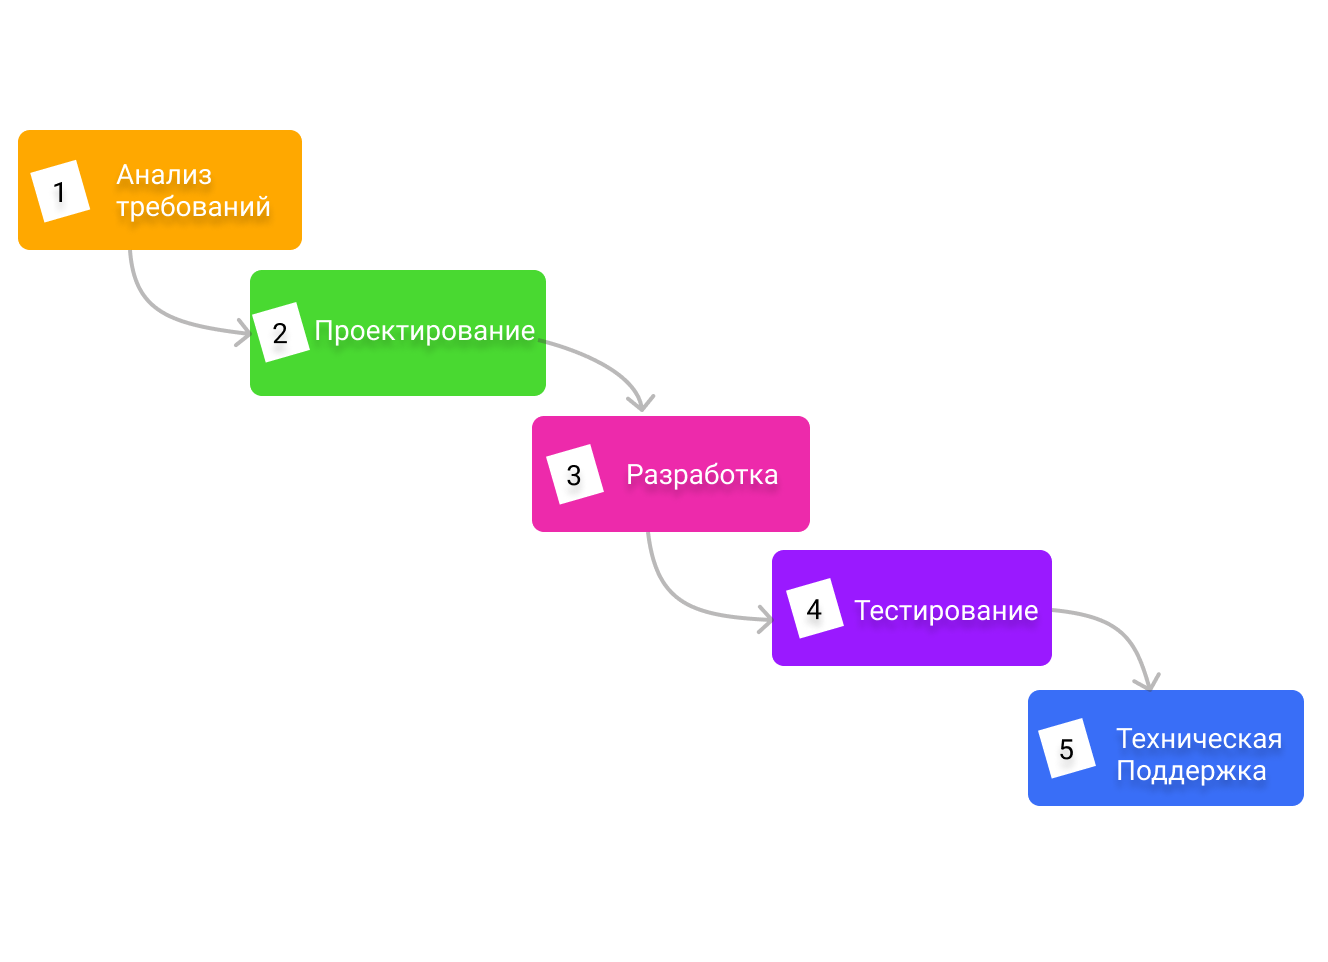 1
Анализ
требований
2
Проектирование
3
Разработка
4
Тестирование
5
Техническая
Поддержка